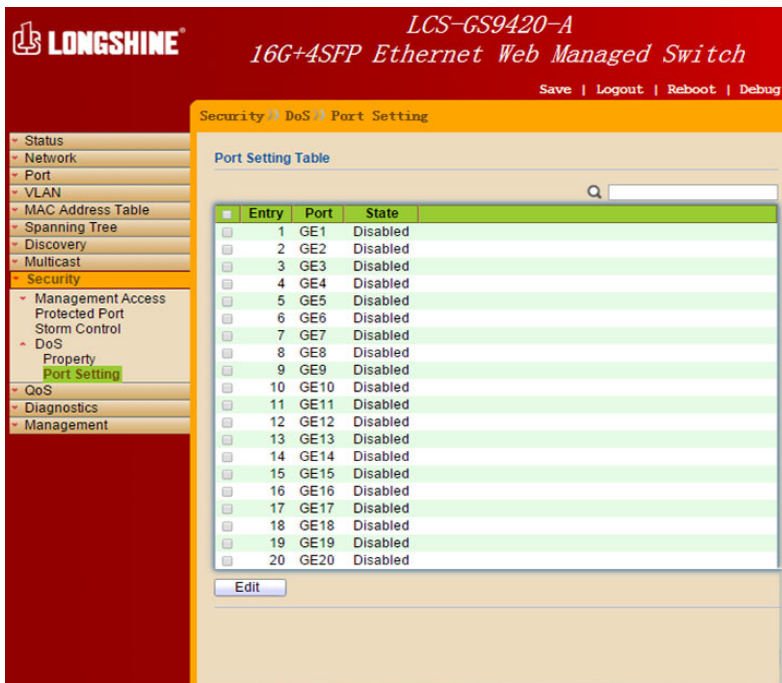 LONGSHINE®
LCS-GS9420-A
16G+4SFP Ethernet Web Managed Switch
Save | Logout | Reboot | Debug
Security » DoS » Port Setting
Status
Network
Port
VLAN
MAC Address Table
Spanning Tree
Discovery
Multicast
Security
Management Access
Protected Port
Storm Control
DoS
Property
Port Setting
QoS
Diagnostics
Management
Port Setting Table
Entry Port State
1 GE1 Disabled
2 GE2 Disabled
3 GE3 Disabled
4 GE4 Disabled
5 GE5 Disabled
6 GE6 Disabled
7 GE7 Disabled
8 GE8 Disabled
9 GE9 Disabled
10 GE10 Disabled
11 GE11 Disabled
12 GE12 Disabled
13 GE13 Disabled
14 GE14 Disabled
15 GE15 Disabled
16 GE16 Disabled
17 GE17 Disabled
18 GE18 Disabled
19 GE19 Disabled
20 GE20 Disabled
Edit